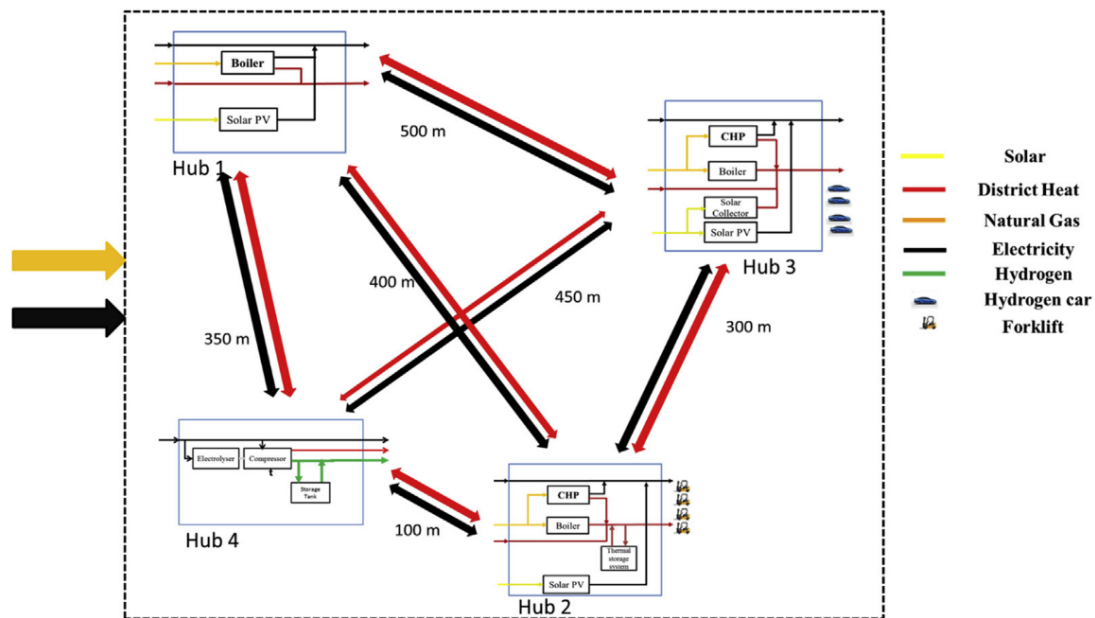 Boiler
Solar PV
Hub 1
500 m
CHP
Boiler
Solar
Collector
Solar PV
Hub 3
Solar
District Heat
Natural Gas
Electricity
Hydrogen
Hydrogen car
Forklift
400 m
450 m
300 m
350 m
Electrolyser
Compressor
t
Storage
Tank
Hub 4
100 m
CHP
Boiler
Thermal
storage
system
Solar PV
Hub 2